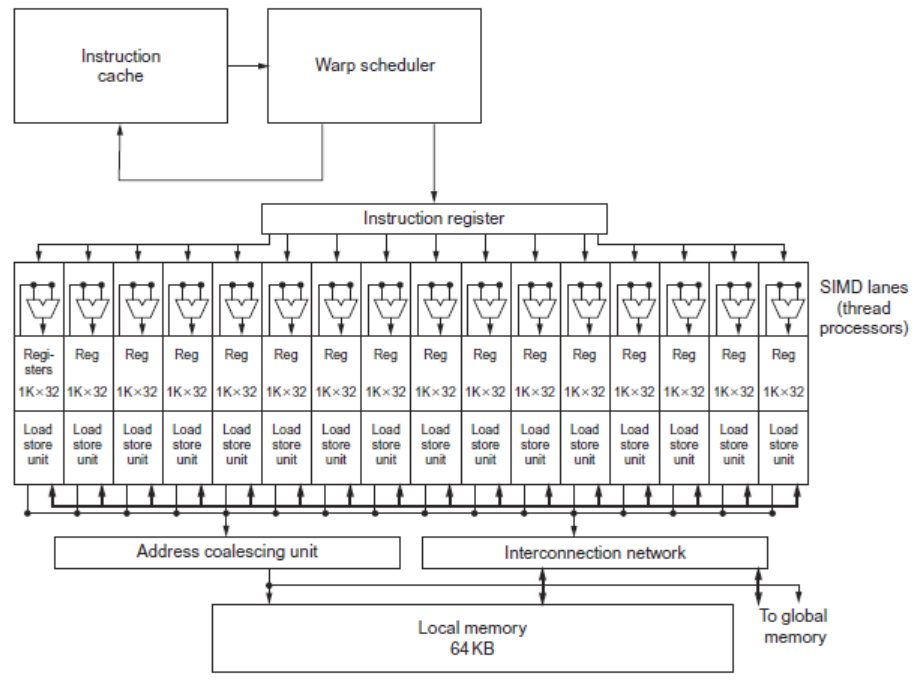 Instruction
cache
Warp scheduler
Instruction register
SIMD lanes
(thread
processors)
Regi-
sters Reg Reg Reg Reg Reg Reg Reg Reg Reg Reg Reg Reg Reg Reg Reg
1K×32 1K×32 1K×32 1K×32 1K×32 1K×32 1K×32 1K×32 1K×32 1K×32 1K×32 1K×32 1K×32 1K×32 1K×32 1K×32
Load Load Load Load Load Load Load Load Load Load Load Load Load Load Load Load
store store store store store store store store store store store store store store store store
unit unit unit unit unit unit unit unit unit unit unit unit unit unit unit unit
Address coalescing unit
Interconnection network
Local memory
64 KB
To global
memory